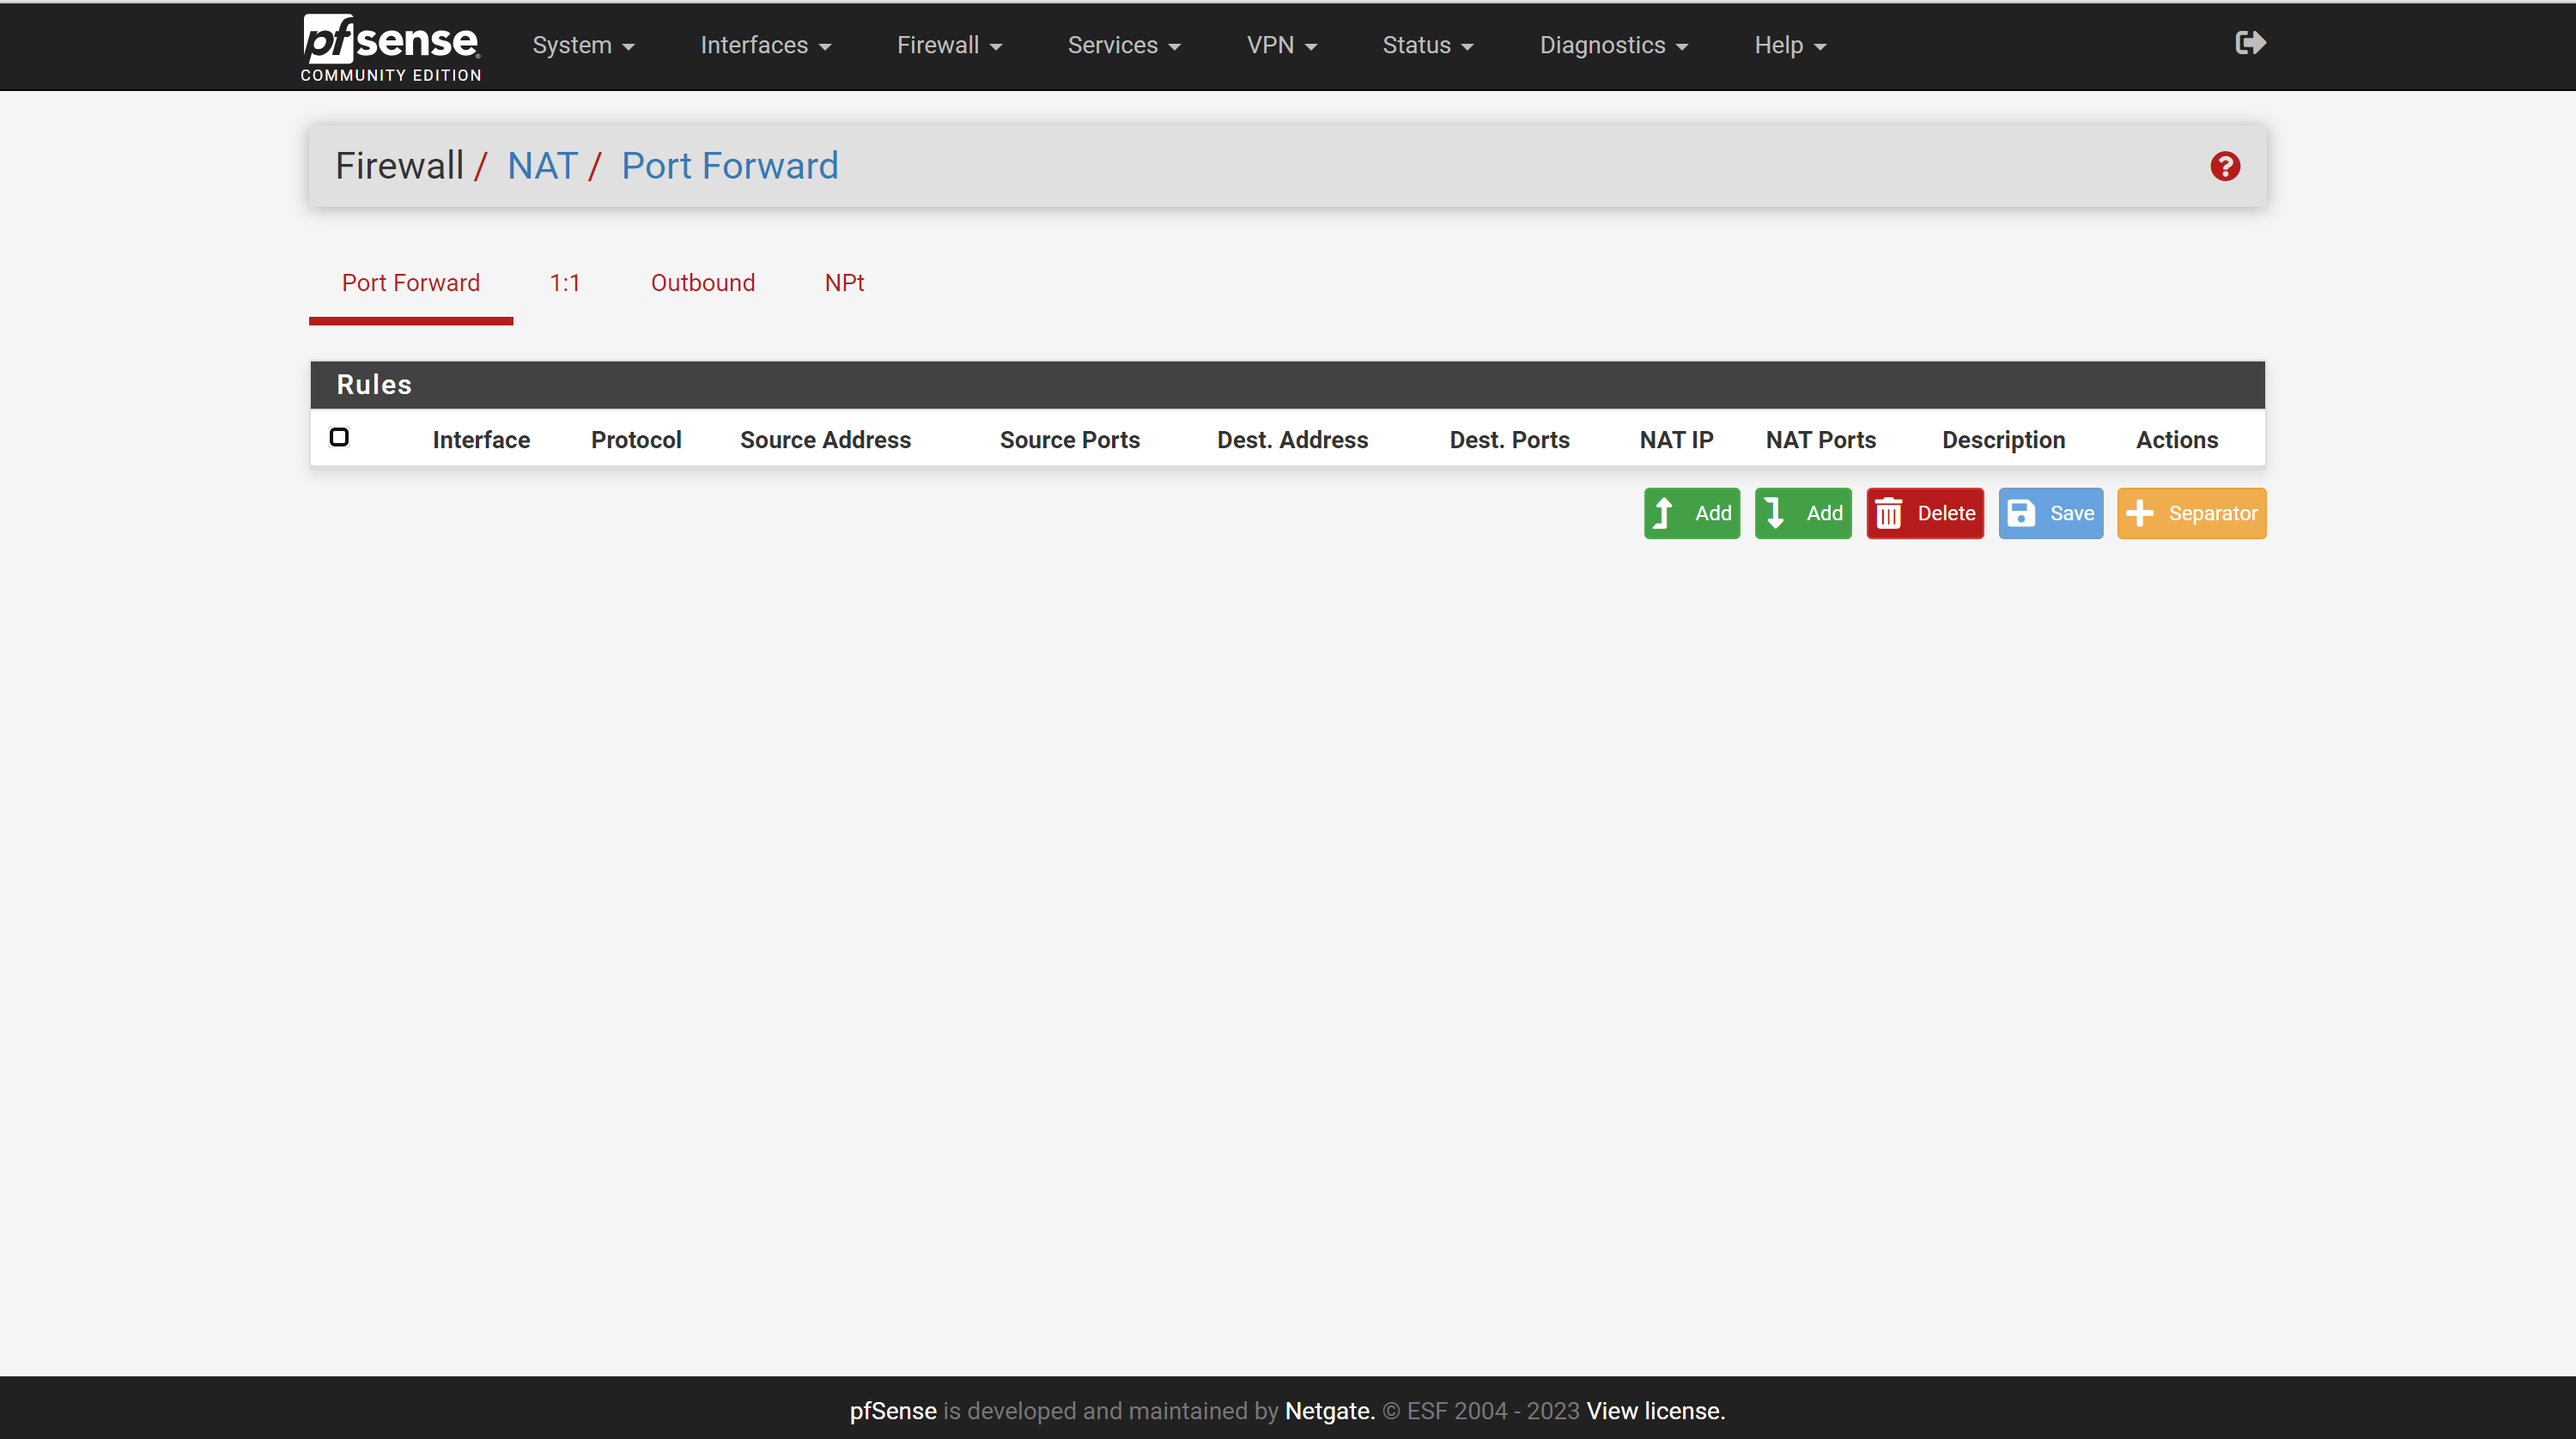 pfsense
COMMUNITY EDITION
System Interfaces Firewall Services VPN Status Diagnostics Help
Firewall / NAT / Port Forward
Port Forward 1:1 Outbound NPt
Rules
Interface Protocol Source Address Source Ports Dest. Address Dest. Ports NAT IP NAT Ports Description Actions
Add Add Delete Save Separator
pfSense is developed and maintained by Netgate. © ESF 2004 - 2023 View license.